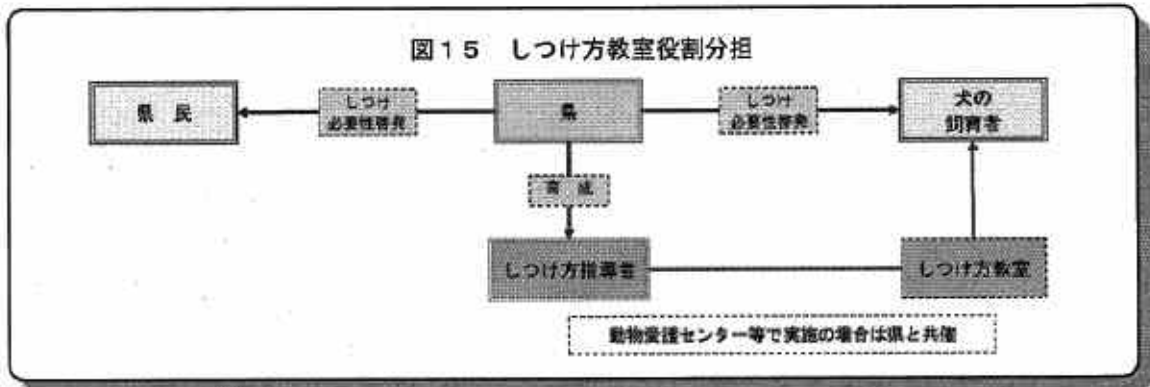 図15 しつけ方教室役割分担
県 民
しつけ
必要性啓発
県
しつけ
必要性啓発
犬の
飼育者
育 成
しつけ方指導者
しつけ方教室
動物愛護センター等で実施の場合は県と共催